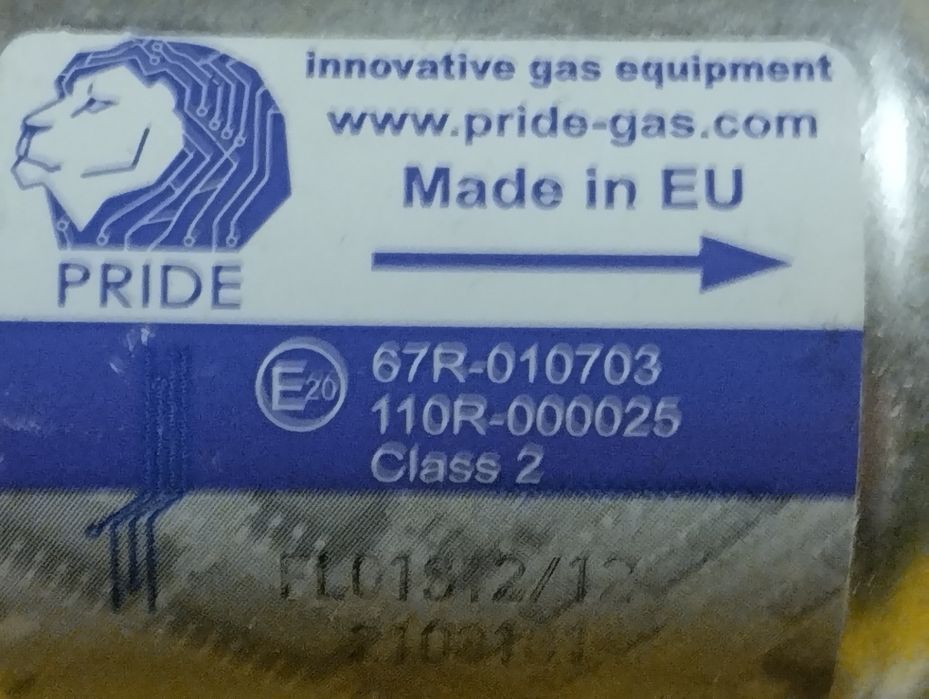 innovative gas equipment
www.pride-gas.com
Made in EU
PRIDE
E20
67R-010703
110R-000025
Class 2